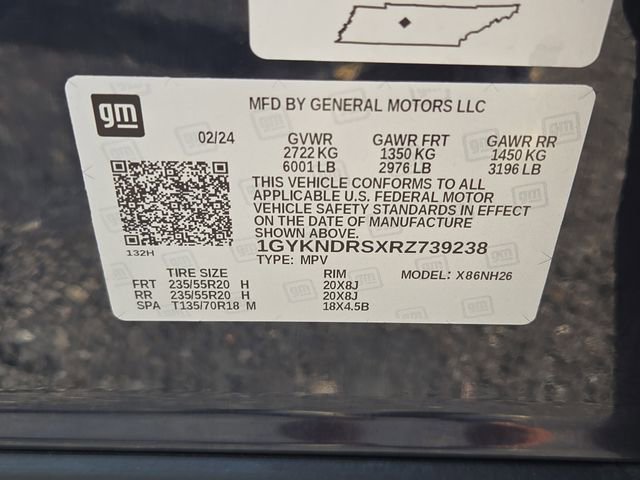 gm
MFD BY GENERAL MOTORS LLC
02/24 GVWR GAWR FRT GAWR RR
2722 KG 1350 KG 1450 KG
6001 LB 2976 LB 3196 LB
THIS VEHICLE CONFORMS TO ALL
APPLICABLE U.S. FEDERAL MOTOR
VEHICLE SAFETY STANDARDS IN EFFECT
ON THE DATE OF MANUFACTURE
SHOWN ABOVE.
132H 1GYKNDRSXRZ739238
TYPE: MPV
TIRE SIZE RIM MODEL: X86NH26
FRT 235/55R20 H 20X8J
RR 235/55R20 H 20X8J
SPA T135/70R18 M 18X4.5B